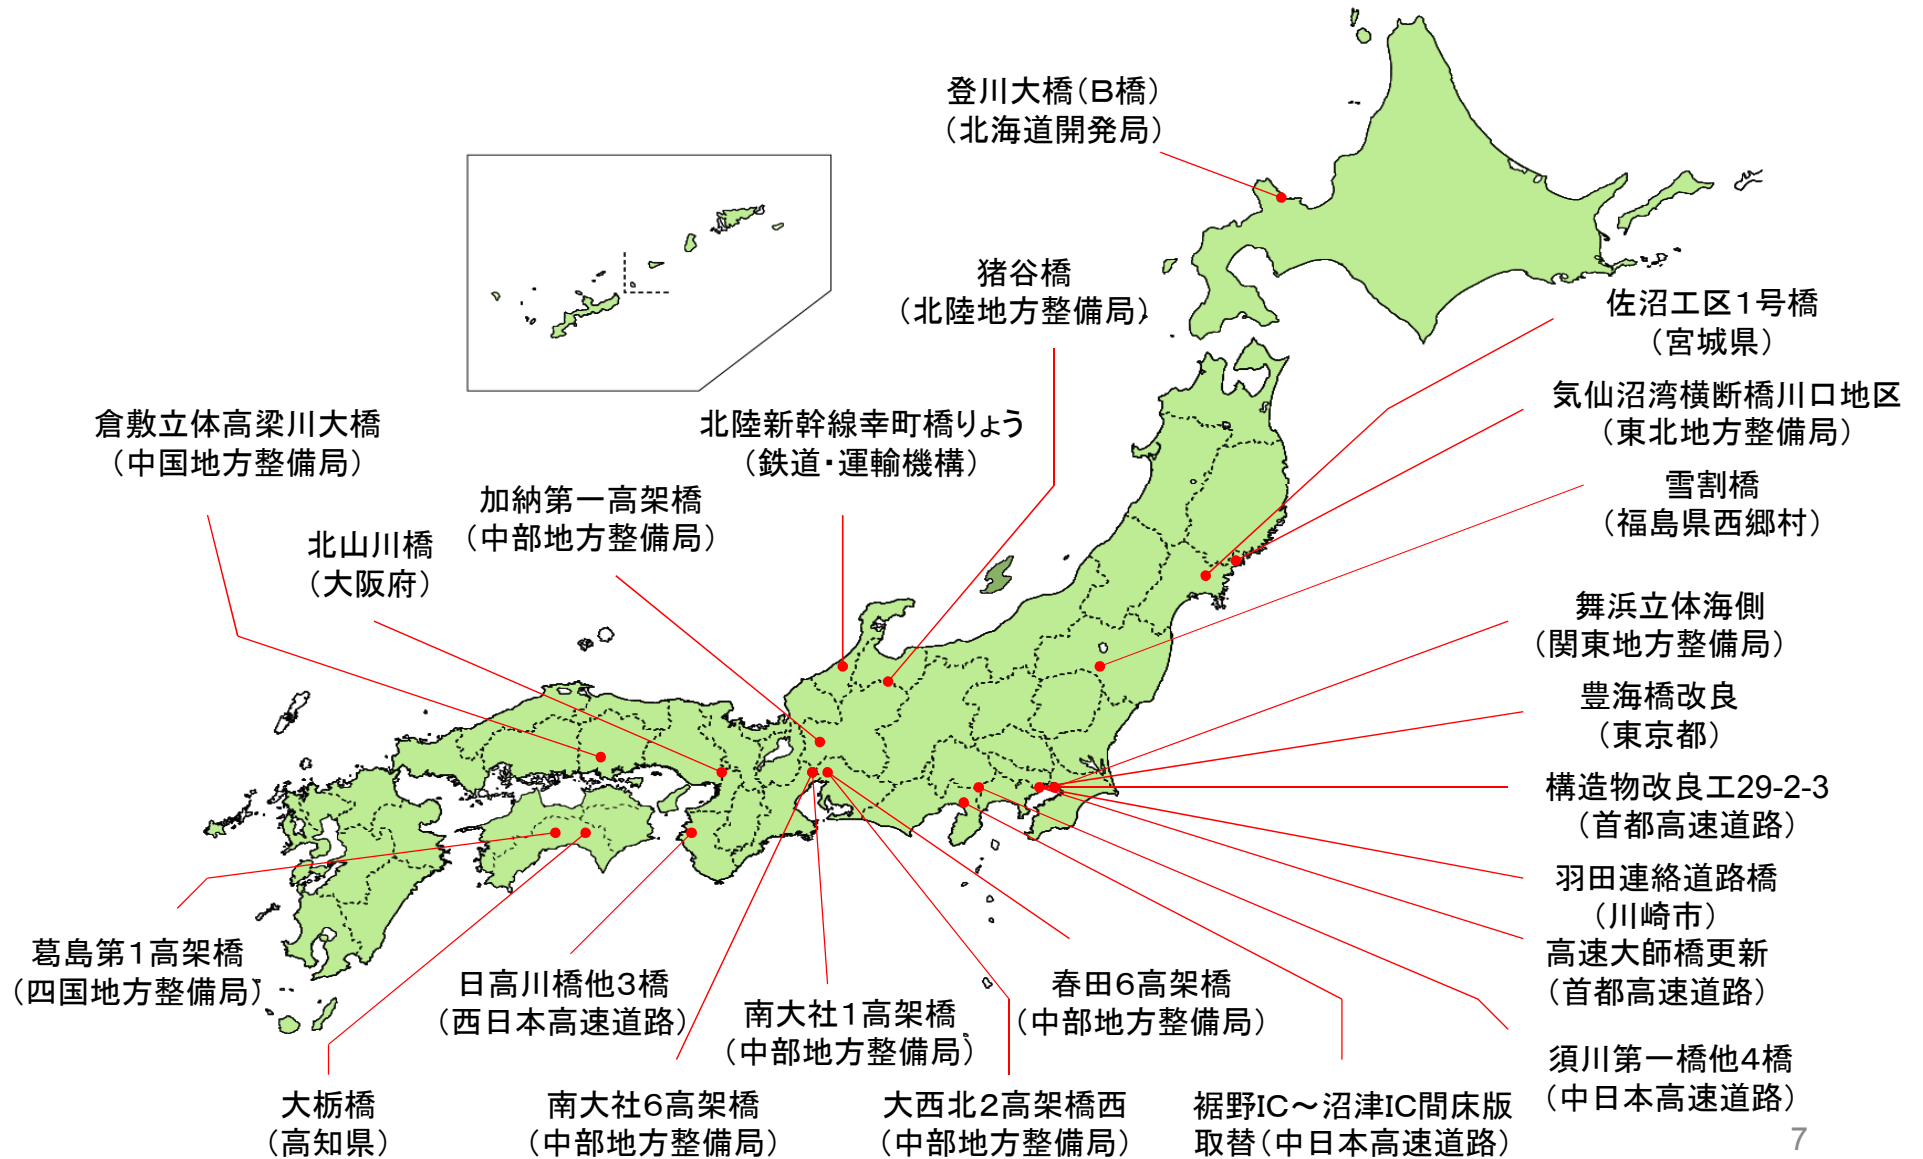 登川大橋(B橋)
(北海道開発局)
猪谷橋
(北陸地方整備局)
佐沼工区1号橋
(宮城県)
気仙沼湾横断橋川口地区
(東北地方整備局)
倉敷立体高梁川大橋
(中国地方整備局)
北陸新幹線幸町橋りょう
(鉄道・運輸機構)
雪割橋
(福島県西郷村)
加納第一高架橋
(中部地方整備局)
北山川橋
(大阪府)
舞浜立体海側
(関東地方整備局)
豊海橋改良
(東京都)
構造物改良工29-2-3
(首都高速道路)
羽田連絡道路橋
(川崎市)
高速大師橋更新
(首都高速道路)
葛島第1高架橋
(四国地方整備局)
日高川橋他3橋
(西日本高速道路)
南大社1高架橋
(中部地方整備局)
春田6高架橋
(中部地方整備局)
須川第一橋他4橋
(中日本高速道路)
大栃橋
(高知県)
南大社6高架橋
(中部地方整備局)
大西北2高架橋西
(中部地方整備局)
裾野IC～沼津IC間床版
取替(中日本高速道路)
7